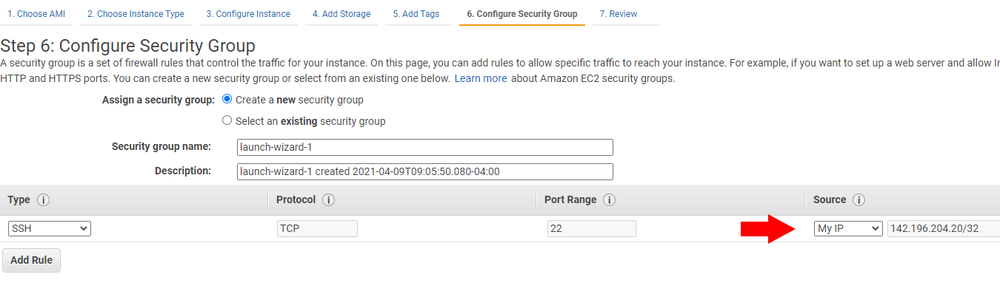 1. Choose AMI 2. Choose Instance Type 3. Configure Instance 4. Add Storage 5. Add Tags 6. Configure Security Group 7. Review
Step 6: Configure Security Group
A security group is a set of firewall rules that control the traffic for your instance. On this page, you can add rules to allow specific traffic to reach your instance. For example, if you want to set up a web server and allow
HTTP and HTTPS ports. You can create a new security group or select from an existing one below. Learn more about Amazon EC2 security groups.
Assign a security group: Create a new security group
Select an existing security group
Security group name: launch-wizard-1
Description: launch-wizard-1 created 2021-04-09T09:05:50.080-04:00
Type i Protocol i Port Range i Source i
SSH TCP 22 My IP 142.196.204.20/32
Add Rule